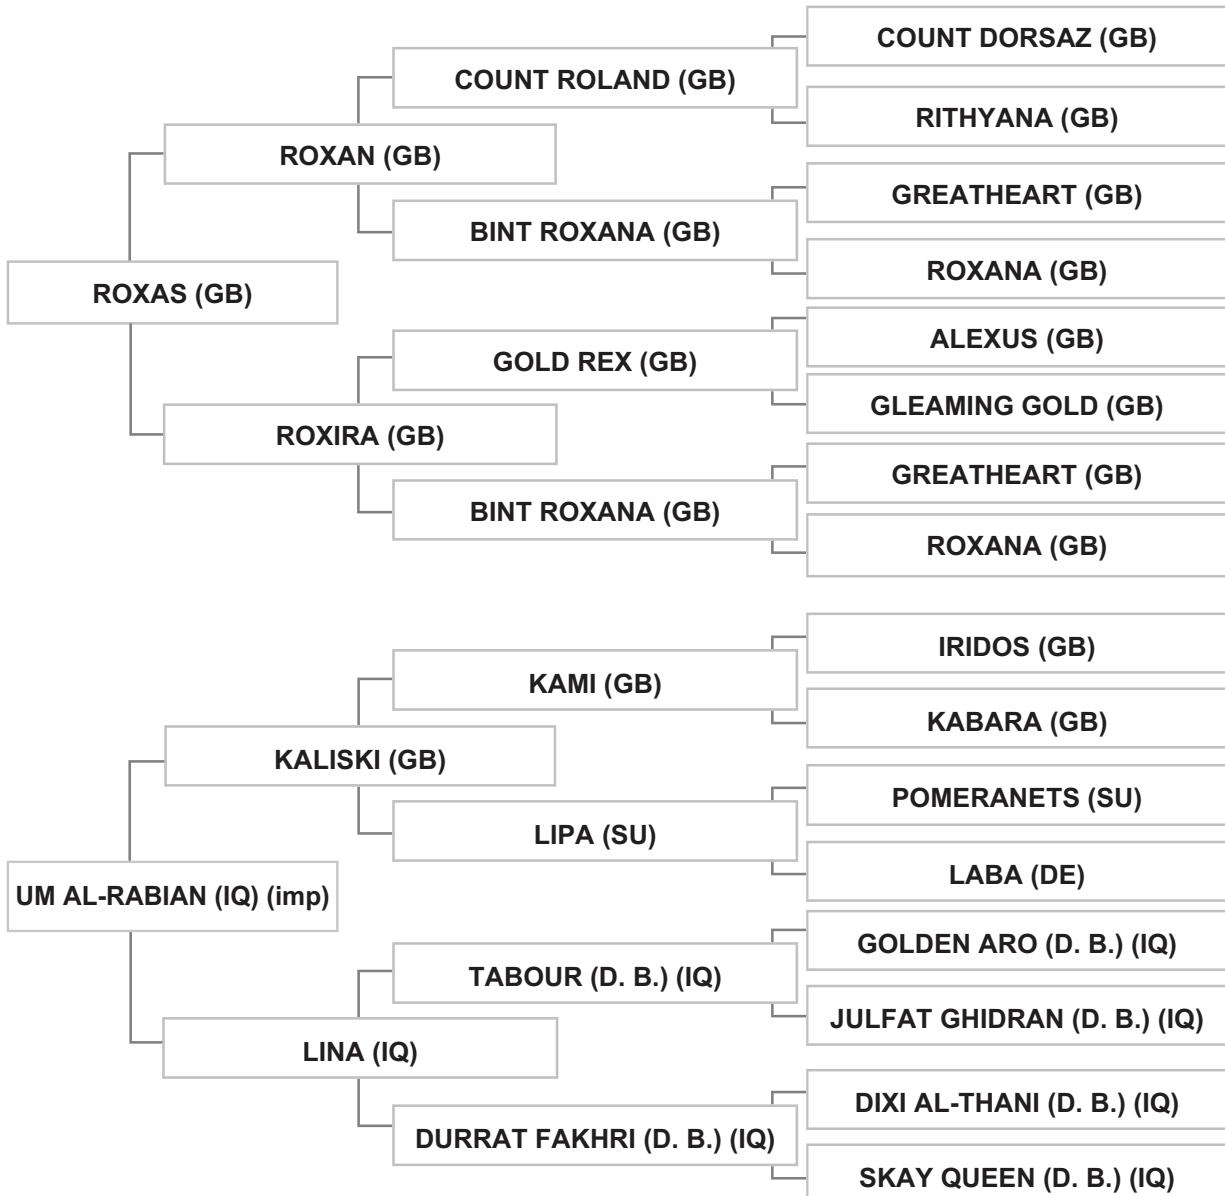 COUNT DORSAZ (GB)
COUNT ROLAND (GB)
RITHYANA (GB)
ROXAN (GB)
GREATHEART (GB)
BINT ROXANA (GB)
ROXANA (GB)
ROXAS (GB)
ALEXUS (GB)
GOLD REX (GB)
GLEAMING GOLD (GB)
ROXIRA (GB)
GREATHEART (GB)
BINT ROXANA (GB)
ROXANA (GB)
IRIDOS (GB)
KAMI (GB)
KABARA (GB)
KALISKI (GB)
POMERANETS (SU)
LIPA (SU)
LABA (DE)
UM AL-RABIAN (IQ) (imp)
GOLDEN ARO (D. B.) (IQ)
TABOUR (D. B.) (IQ)
JULFAT GHIDRAN (D. B.) (IQ)
LINA (IQ)
DIXI AL-THANI (D. B.) (IQ)
DURRAT FAKHRI (D. B.) (IQ)
SKAY QUEEN (D. B.) (IQ)